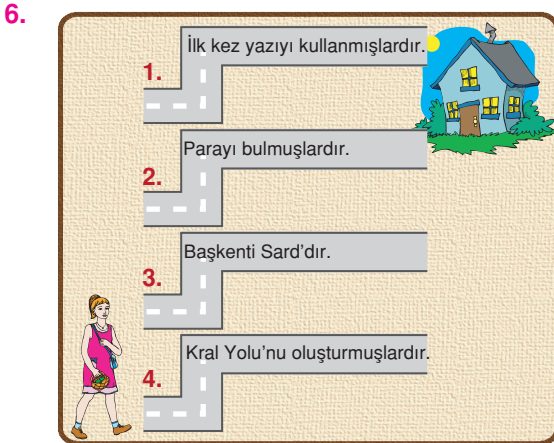 6.
1. İlk kez yazıyı kullanmışlardır.
2. Parayı bulmuşlardır.
3. Başkenti Sard’dır.
4. Kral Yolu’nu oluşturmuşlardır.